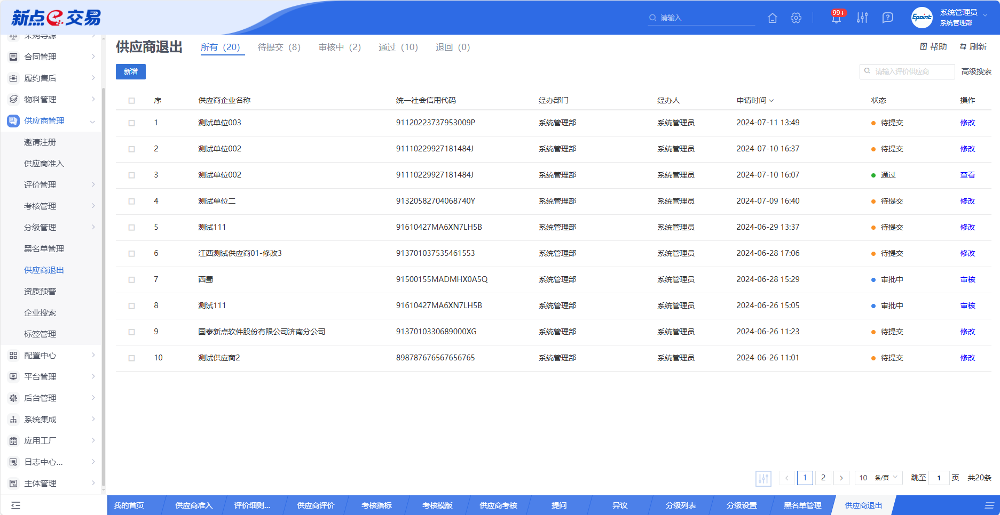 新点e交易
请输入
99+
Epoint
系统管理员
系统管理部
采购寻源
合同管理
履约售后
物料管理
供应商管理
邀请注册
供应商准入
评价管理
考核管理
分级管理
黑名单管理
供应商退出
资质预警
企业搜索
标签管理
配置中心
平台管理
后台管理
系统集成
应用工厂
日志中心...
主体管理
供应商退出 所有（20） 待提交（8） 审核中（2） 通过（10） 退回（0） 帮助 刷新
新增 请输入评价供应商 高级搜索
序 供应商企业名称 统一社会信用代码 经办部门 经办人 申请时间 状态 操作
1 测试单位003 91120223737953009P 系统管理部 系统管理员 2024-07-11 13:49 待提交 修改
2 测试单位002 91110229927181484J 系统管理部 系统管理员 2024-07-10 16:37 待提交 修改
3 测试单位002 91110229927181484J 系统管理部 系统管理员 2024-07-10 16:07 通过 查看
4 测试单位二 91320582704068740Y 系统管理部 系统管理员 2024-07-09 16:40 待提交 修改
5 测试111 91610427MA6XN7LH5B 系统管理部 系统管理员 2024-06-29 13:37 待提交 修改
6 江西测试供应商01-修改3 913701037535461553 系统管理部 系统管理员 2024-06-28 17:06 待提交 修改
7 西蜀 91500155MADMHX0A5Q 系统管理部 系统管理员 2024-06-28 15:29 审批中 审核
8 测试111 91610427MA6XN7LH5B 系统管理部 系统管理员 2024-06-26 15:05 审批中 审核
9 国泰新点软件股份有限公司济南分公司 9137010330689000XG 系统管理部 系统管理员 2024-06-26 11:23 待提交 修改
10 测试供应商2 898787676567656765 系统管理部 系统管理员 2024-06-26 11:01 待提交 修改
1 2 10 条/页 跳至 1 页 共20条
我的首页 供应商准入 评价细则... 供应商评价 考核指标 考核模版 供应商考核 提问 异议 分级列表 分级设置 黑名单管理 供应商退出